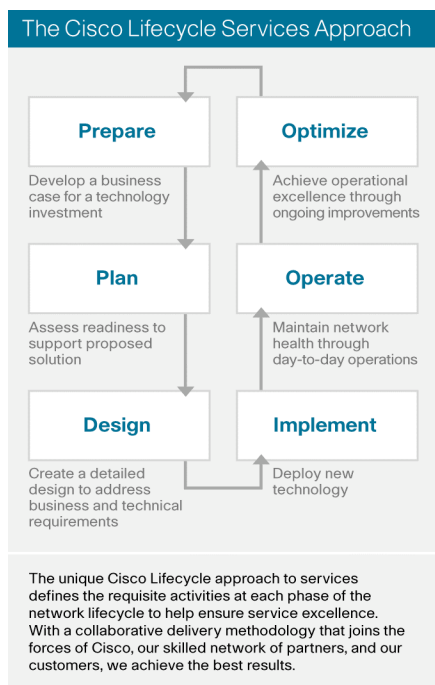 The Cisco Lifecycle Services Approach
Prepare
Develop a business
case for a technology
investment
Plan
Assess readiness to
support proposed
solution
Design
Create a detailed
design to address
business and technical
requirements
Optimize
Achieve operational
excellence through
ongoing improvements
Operate
Maintain network
health through
day-to-day operations
Implement
Deploy new
technology
The unique Cisco Lifecycle approach to services
defines the requisite activities at each phase of the
network lifecycle to help ensure service excellence.
With a collaborative delivery methodology that joins the
forces of Cisco, our skilled network of partners, and our
customers, we achieve the best results.